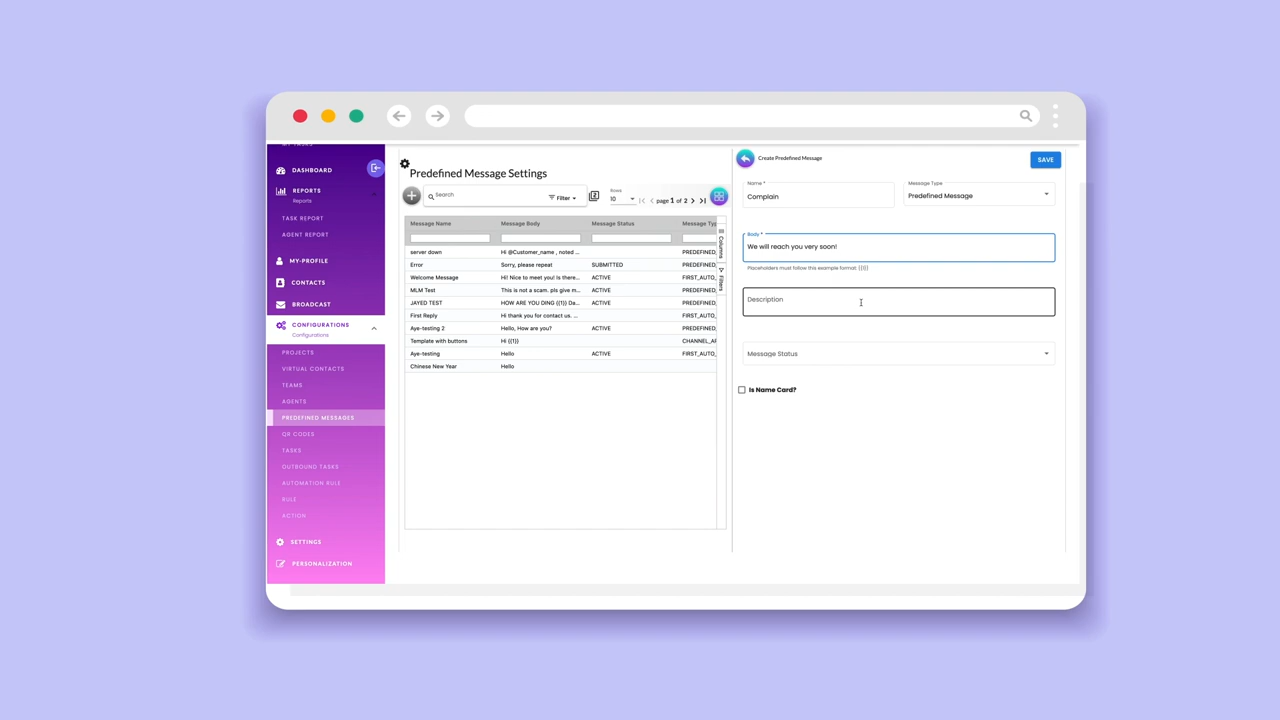 DASHBOARD
REPORTS
Reports
TASK REPORT
AGENT REPORT
MY-PROFILE
CONTACTS
BROADCAST
CONFIGURATIONS
Configurations
PROJECTS
VIRTUAL CONTACTS
TEAMS
AGENTS
PREDEFINED MESSAGES
QR CODES
TASKS
OUTBOUND TASKS
AUTOMATION RULE
RULE
ACTION
SETTINGS
PERSONALIZATION
Predefined Message Settings
Search
Filter
2
Rows
10
page 1 of 2
Message Name Message Body Message Status Message Typ
server down Hi @Customer_name , noted ... PREDEFINED_
Error Sorry, please repeat SUBMITTED PREDEFINED_
Welcome Message Hi! Nice to meet you! is there... ACTIVE FIRST_AUTO_
MLM Test This is not a scam. pls give m... ACTIVE PREDEFINED_
JAYED TEST HOW ARE YOU DING {{1}} Da... ACTIVE PREDEFINED_
First Reply Hi thank you for contact us. ... FIRST_AUTO_
Aye-testing 2 Hello, How are you? ACTIVE PREDEFINED_
Template with buttons Hi {{1}} CHANNEL_AF
Aye-testing Hello ACTIVE FIRST_AUTO_
Chinese New Year Hello
Columns
Filters
Create Predefined Message
SAVE
Name *
Complain
Message Type
Predefined Message
Body *
We will reach you very soon!
Placeholders must follow this example format: {{1}}
Description
Message Status
Is Name Card?